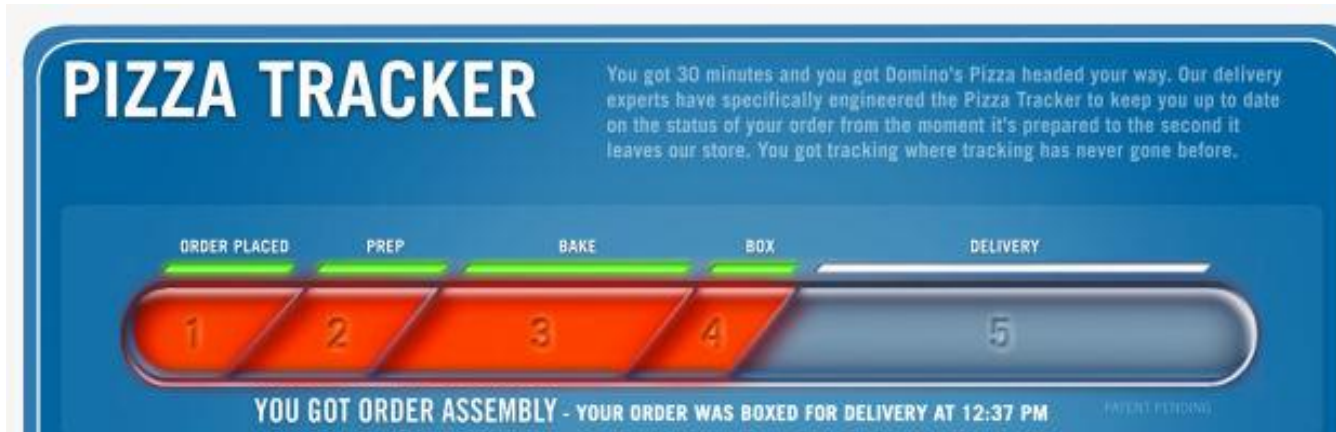 PIZZA TRACKER
You got 30 minutes and you got Domino's Pizza headed your way. Our delivery
experts have specifically engineered the Pizza Tracker to keep you up to date
on the status of your order from the moment it's prepared to the second it
leaves our store. You got tracking where tracking has never gone before.
ORDER PLACED PREP BAKE BOX DELIVERY
1 2 3 4 5
YOU GOT ORDER ASSEMBLY - YOUR ORDER WAS BOXED FOR DELIVERY AT 12:37 PM
PATENT PENDING